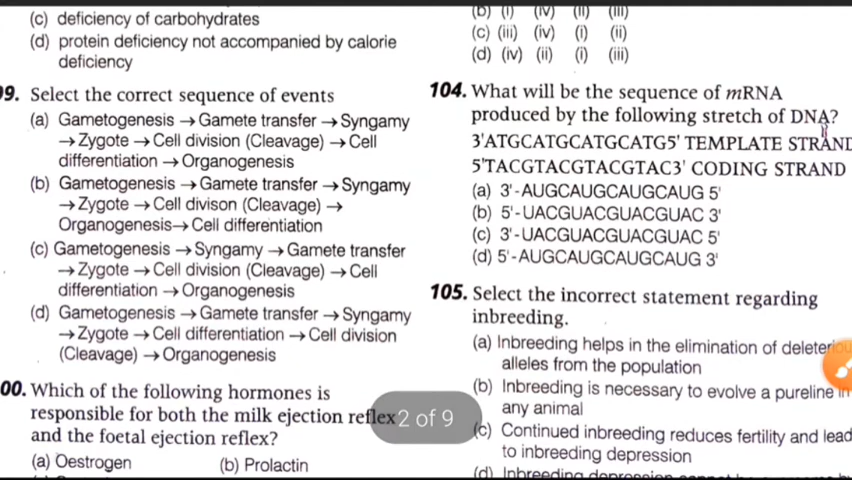 (c) deficiency of carbohydrates
(d) protein deficiency not accompanied by calorie
deficiency
99. Select the correct sequence of events
(a) Gametogenesis → Gamete transfer → Syngamy
→ Zygote → Cell division (Cleavage) → Cell
differentiation → Organogenesis
(b) Gametogenesis → Gamete transfer → Syngamy
→ Zygote → Cell divison (Cleavage) →
Organogenesis → Cell differentiation
(c) Gametogenesis → Syngamy → Gamete transfer
→ Zygote → Cell division (Cleavage) → Cell
differentiation → Organogenesis
(d) Gametogenesis → Gamete transfer → Syngamy
→ Zygote → Cell differentiation → Cell division
(Cleavage) → Organogenesis
00. Which of the following hormones is
responsible for both the milk ejection reflex
and the foetal ejection reflex?
(a) Oestrogen (b) Prolactin
(b) (i) (iv) (ii) (iii)
(c) (iii) (iv) (i) (ii)
(d) (iv) (ii) (i) (iii)
104. What will be the sequence of mRNA
produced by the following stretch of DNA?
3'ATGCATGCATGCATG5' TEMPLATE STRAND
5'TACGTACGTACGTAC3' CODING STRAND
(a) 3'-AUGCAUGCAUGCAUG 5'
(b) 5'-UACGUACGUACGUAC 3'
(c) 3'-UACGUACGUACGUAC 5'
(d) 5'-AUGCAUGCAUGCAUG 3'
105. Select the incorrect statement regarding
inbreeding.
(a) Inbreeding helps in the elimination of
alleles from the population
(b) Inbreeding is necessary to evolve a pureline in
any animal
(c) Continued inbreeding reduces fertility and lead
to inbreeding depression
(d) Inbreeding depression cannot be
2 of 9